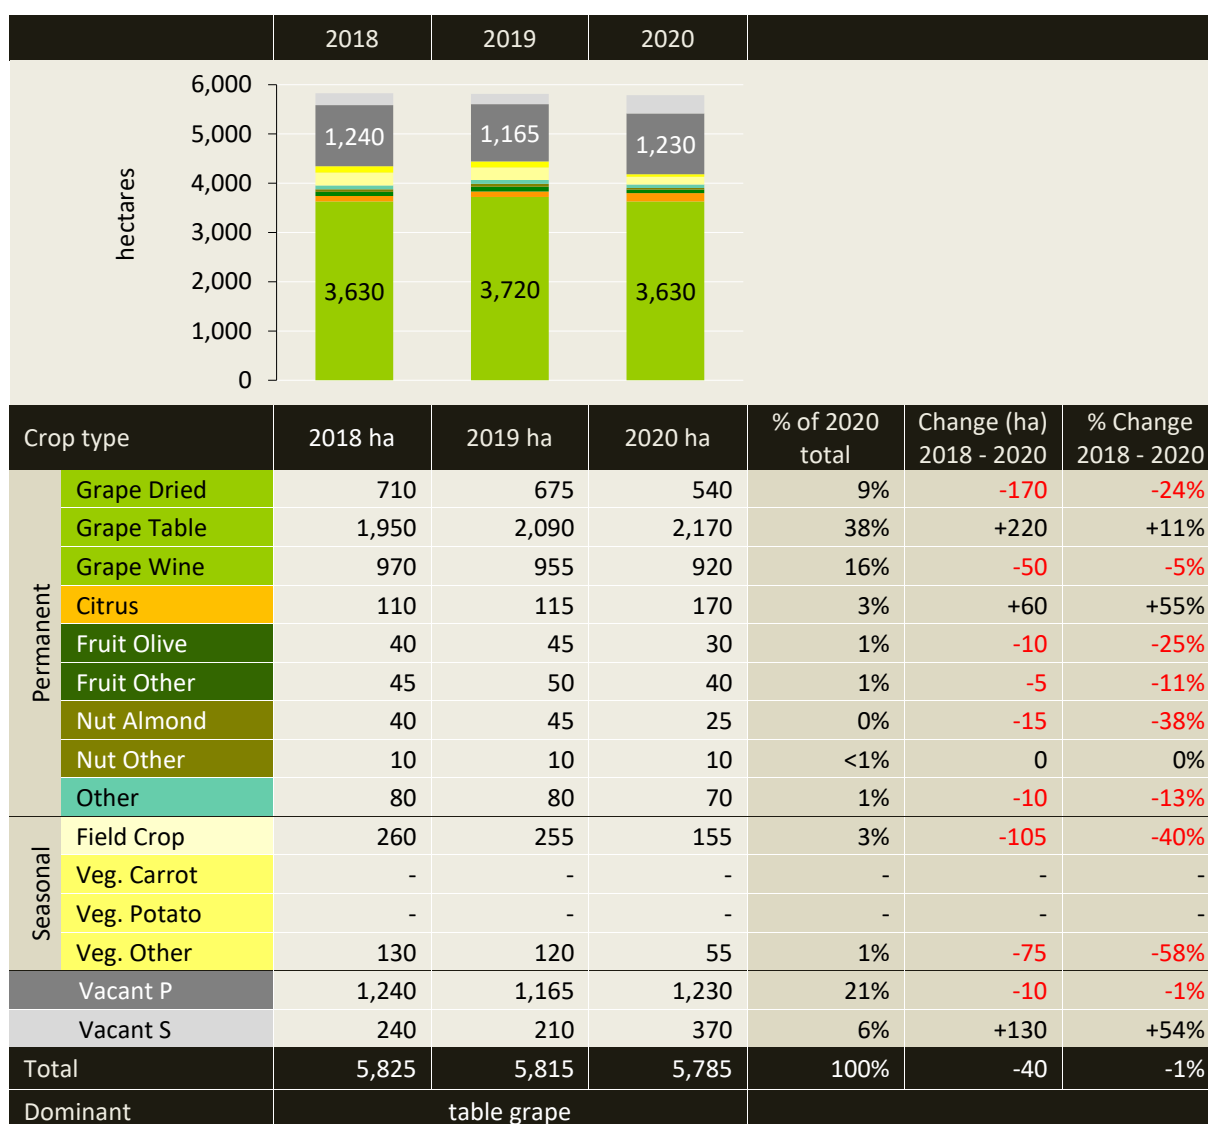 2018 2019 2020
6,000
5,000
4,000
3,000
2,000
1,000
0
hectares
1,240 1,165 1,230
3,630 3,720 3,630
Crop type 2018 ha 2019 ha 2020 ha % of 2020 total Change (ha) 2018 - 2020 % Change 2018 - 2020
Permanent
Grape Dried 710 675 540 9% -170 -24%
Grape Table 1,950 2,090 2,170 38% +220 +11%
Grape Wine 970 955 920 16% -50 -5%
Citrus 110 115 170 3% +60 +55%
Fruit Olive 40 45 30 1% -10 -25%
Fruit Other 45 50 40 1% -5 -11%
Nut Almond 40 45 25 0% -15 -38%
Nut Other 10 10 10 <1% 0 0%
Other 80 80 70 1% -10 -13%
Seasonal
Field Crop 260 255 155 3% -105 -40%
Veg. Carrot - - - - - -
Veg. Potato - - - - - -
Veg. Other 130 120 55 1% -75 -58%
Vacant P 1,240 1,165 1,230 21% -10 -1%
Vacant S 240 210 370 6% +130 +54%
Total 5,825 5,815 5,785 100% -40 -1%
Dominant table grape